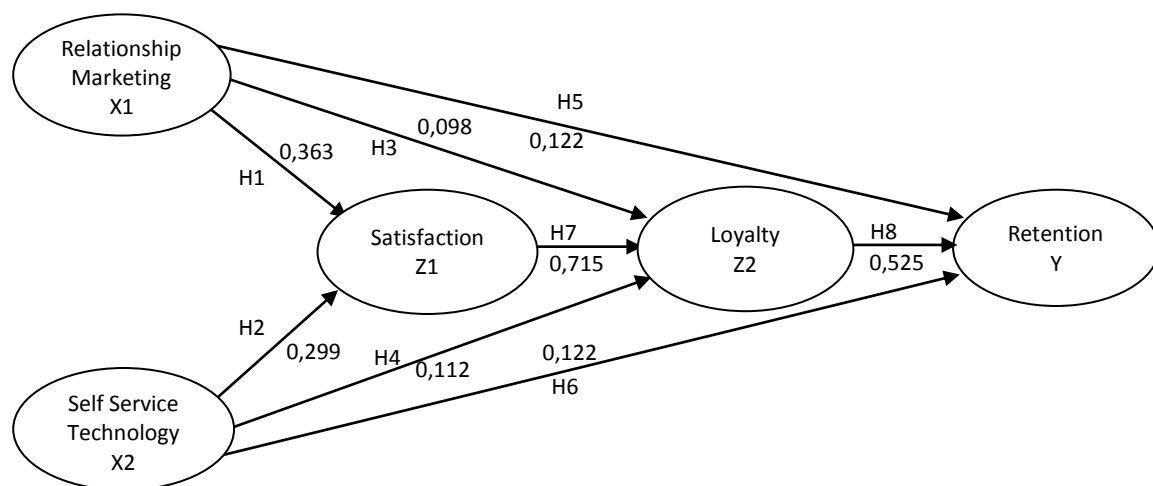 Relationship
Marketing
X1
H5
0,122
0,098
H3
0,363
H1
Satisfaction
Z1
H7
0,715
Loyalty
Z2
H8
0,525
Retention
Y
H2
0,299
H4
0,112
0,122
H6
Self Service
Technology
X2